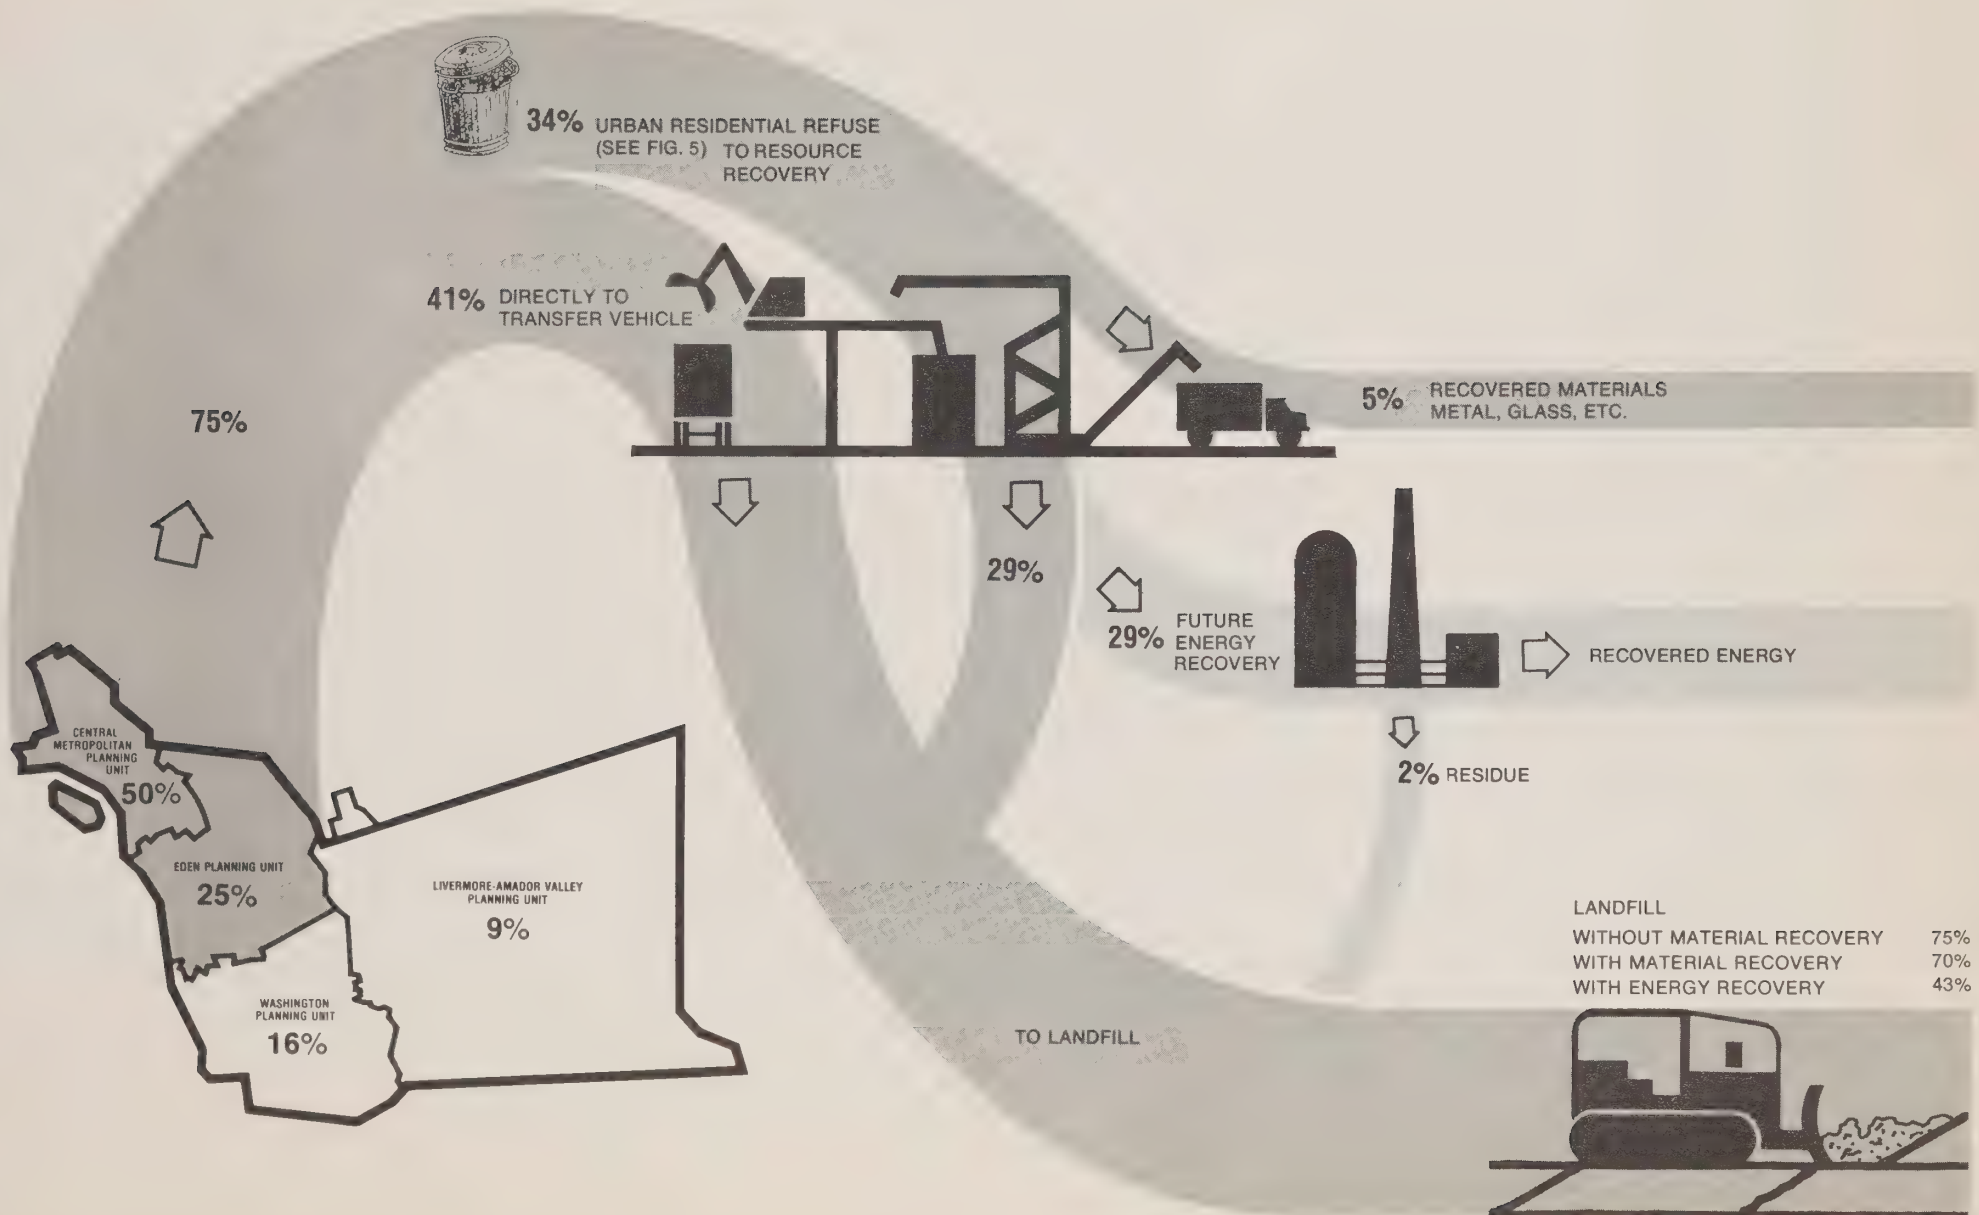 34% URBAN RESIDENTIAL REFUSE
(SEE FIG. 5) TO RESOURCE
RECOVERY
41% DIRECTLY TO
TRANSFER VEHICLE
75%
5% RECOVERED MATERIALS
METAL, GLASS, ETC.
29%
29% FUTURE
ENERGY
RECOVERY
RECOVERED ENERGY
2% RESIDUE
CENTRAL
METROPOLITAN
PLANNING
UNIT
50%
EDEN PLANNING UNIT
25%
LIVERMORE-AMADOR VALLEY
PLANNING UNIT
9%
WASHINGTON
PLANNING UNIT
16%
TO LANDFILL
LANDFILL
WITHOUT MATERIAL RECOVERY 75%
WITH MATERIAL RECOVERY 70%
WITH ENERGY RECOVERY 43%